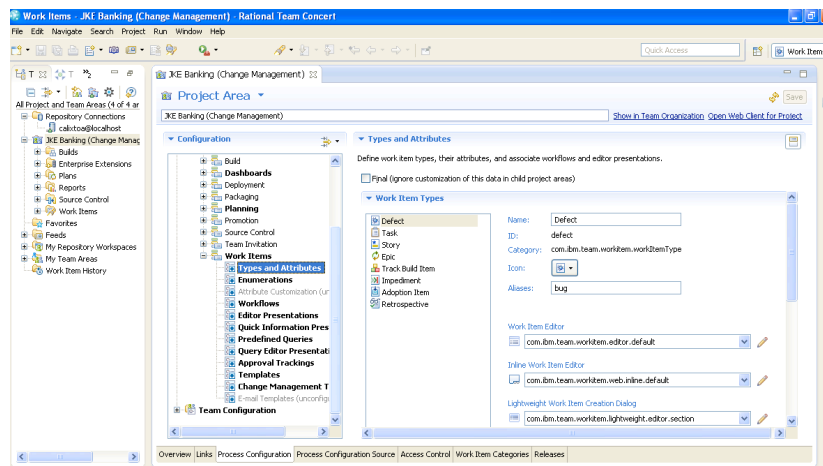 Work Items - JKE Banking (Change Management) - Rational Team Concert
File Edit Navigate Search Project Run Window Help
Quick Access
Work Item
T T 2
JKE Banking (Change Management)
All Project and Team Areas (4 of 4 ar
Repository Connections
calixtoa@localhost
JKE Banking (Change Manag
Builds
Enterprise Extensions
Plans
Reports
Source Control
Work Items
Favorites
Feeds
My Repository Workspaces
My Team Areas
Work Item History
Project Area
Save
JKE Banking (Change Management)
Show in Team Organization Open Web Client for Project
Configuration
Build
Dashboards
Deployment
Packaging
Planning
Promotion
Source Control
Team Invitation
Work Items
Types and Attributes
Enumerations
Attribute Customization (un
Workflows
Editor Presentations
Quick Information Pres
Predefined Queries
Query Editor Presentati
Approval Trackings
Templates
Change Management T
E-mail Templates (unconfigu
Team Configuration
Types and Attributes
Define work item types, their attributes, and associate workflows and editor presentations.
Final (ignore customization of this data in child project areas)
Work Item Types
Defect
Task
Story
Epic
Track Build Item
Impediment
Adoption Item
Retrospective
Name: Defect
ID: defect
Category: com.ibm.team.workitem.workItemType
Icon:
Aliases: bug
Work Item Editor
com.ibm.team.workitem.editor.default
Inline Work Item Editor
com.ibm.team.workitem.web.inline.default
Lightweight Work Item Creation Dialog
com.ibm.team.workitem.lightweight.editor.section
Overview Links Process Configuration Process Configuration Source Access Control Work Item Categories Releases